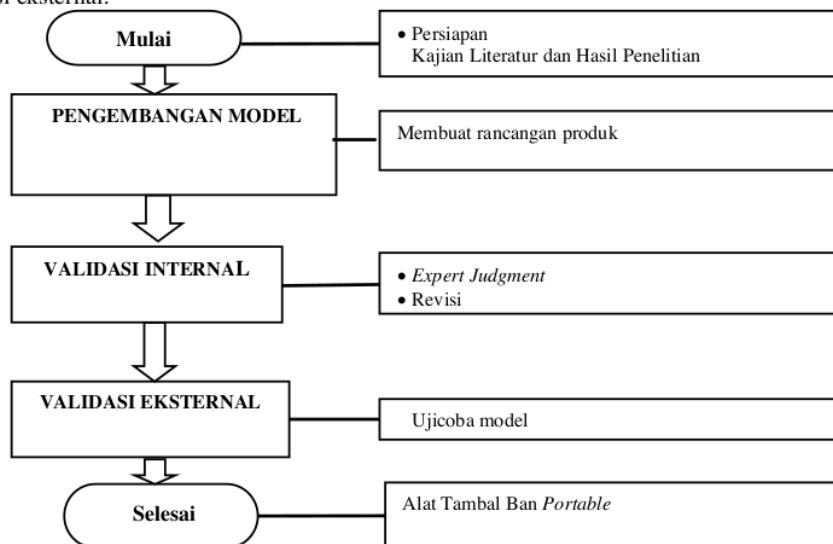 si eksternal.
Mulai
• Persiapan
Kajian Literatur dan Hasil Penelitian
PENGEMBANGAN MODEL
Membuat rancangan produk
VALIDASI INTERNAL
• Expert Judgment
• Revisi
VALIDASI EKSTERNAL
Ujicoba model
Selesai
Alat Tambal Ban Portable